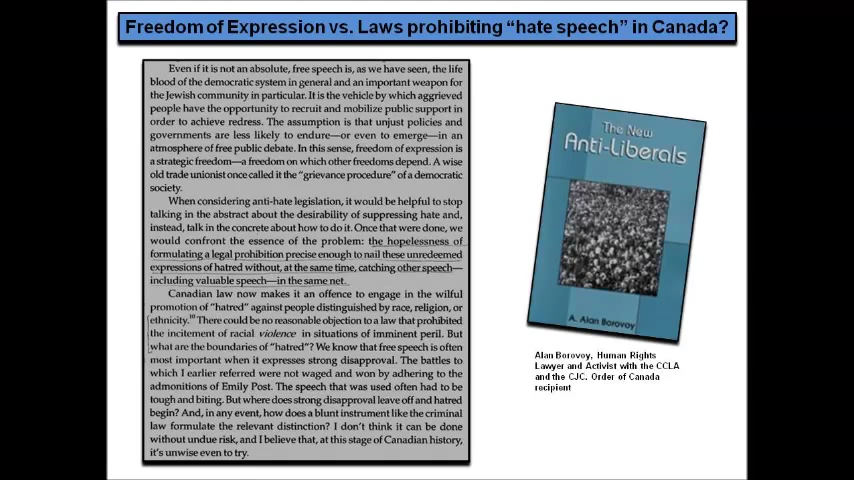 Freedom of Expression vs. Laws prohibiting “hate speech” in Canada?
Even if it is not an absolute, free speech is, as we have seen, the life
blood of the democratic system in general and an important weapon for
the Jewish community in particular. It is the vehicle by which aggrieved
people have the opportunity to recruit and mobilize public support in
order to achieve redress. The assumption is that unjust policies and
governments are less likely to endure—or even to emerge—in an
atmosphere of free public debate. In this sense, freedom of expression is
a strategic freedom—a freedom on which other freedoms depend. A wise
old trade unionist once called it the “grievance procedure” of a democratic
society.
When considering anti-hate legislation, it would be helpful to stop
talking in the abstract about the desirability of suppressing hate and,
instead, talk in the concrete about how to do it. Once that were done, we
would confront the essence of the problem: the hopelessness of
formulating a legal prohibition precise enough to nail these unredeemed
expressions of hatred without, at the same time, catching other speech—
including valuable speech—in the same net.
Canadian law now makes it an offence to engage in the wilful
promotion of “hatred” against people distinguished by race, religion, or
ethnicity.¹⁰ There could be no reasonable objection to a law that prohibited
the incitement of racial violence in situations of imminent peril. But
what are the boundaries of “hatred”? We know that free speech is often
most important when it expresses strong disapproval. The battles to
which I earlier referred were not waged and won by adhering to the
admonitions of Emily Post. The speech that was used often had to be
tough and biting. But where does strong disapproval leave off and hatred
begin? And, in any event, how does a blunt instrument like the criminal
law formulate the relevant distinction? I don't think it can be done
without undue risk, and I believe that, at this stage of Canadian history,
it's unwise even to try.
The New
Anti-Liberals
A. Alan Borovoy
Alan Borovoy, Human Rights
Lawyer and Activist with the CCLA
and the CJC. Order of Canada
recipient